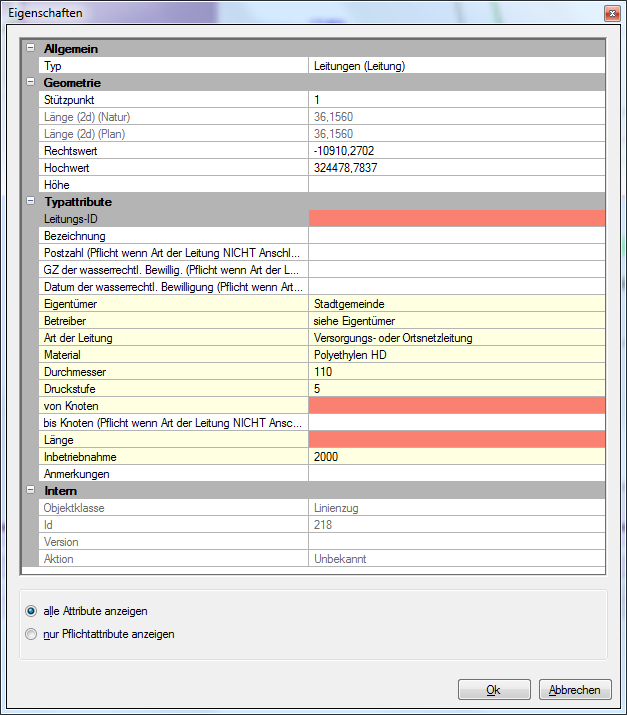 Eigenschaften
Allgemein
Typ Leitungen (Leitung)
Geometrie
Stützpunkt 1
Länge (2d) (Natur) 36,1560
Länge (2d) (Plan) 36,1560
Rechtswert -10910,2702
Hochwert 324478,7837
Höhe
Typattribute
Leitungs-ID
Bezeichnung
Postzahl (Pflicht wenn Art der Leitung NICHT Anschl...
GZ der wasserrechtl. Bewillig. (Pflicht wenn Art der L...
Datum der wasserrechtl. Bewilligung (Pflicht wenn Art...
Eigentümer Stadtgemeinde
Betreiber siehe Eigentümer
Art der Leitung Versorgungs- oder Ortsnetzleitung
Material Polyethylen HD
Durchmesser 110
Druckstufe 5
von Knoten
bis Knoten (Pflicht wenn Art der Leitung NICHT Ansc...
Länge
Inbetriebnahme 2000
Anmerkungen
Intern
Objektklasse Linienzug
Id 218
Version
Aktion Unbekannt
alle Attribute anzeigen
nur Pflichtattribute anzeigen
Ok Abbrechen